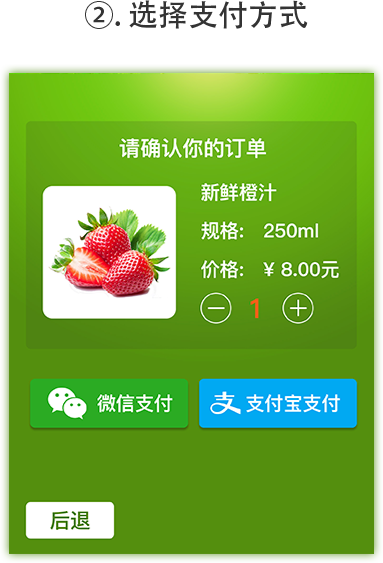 ②. 选择支付方式
请确认你的订单
新鲜橙汁
规格: 250ml
价格: ¥ 8.00元
1
微信支付 支付宝支付
后退